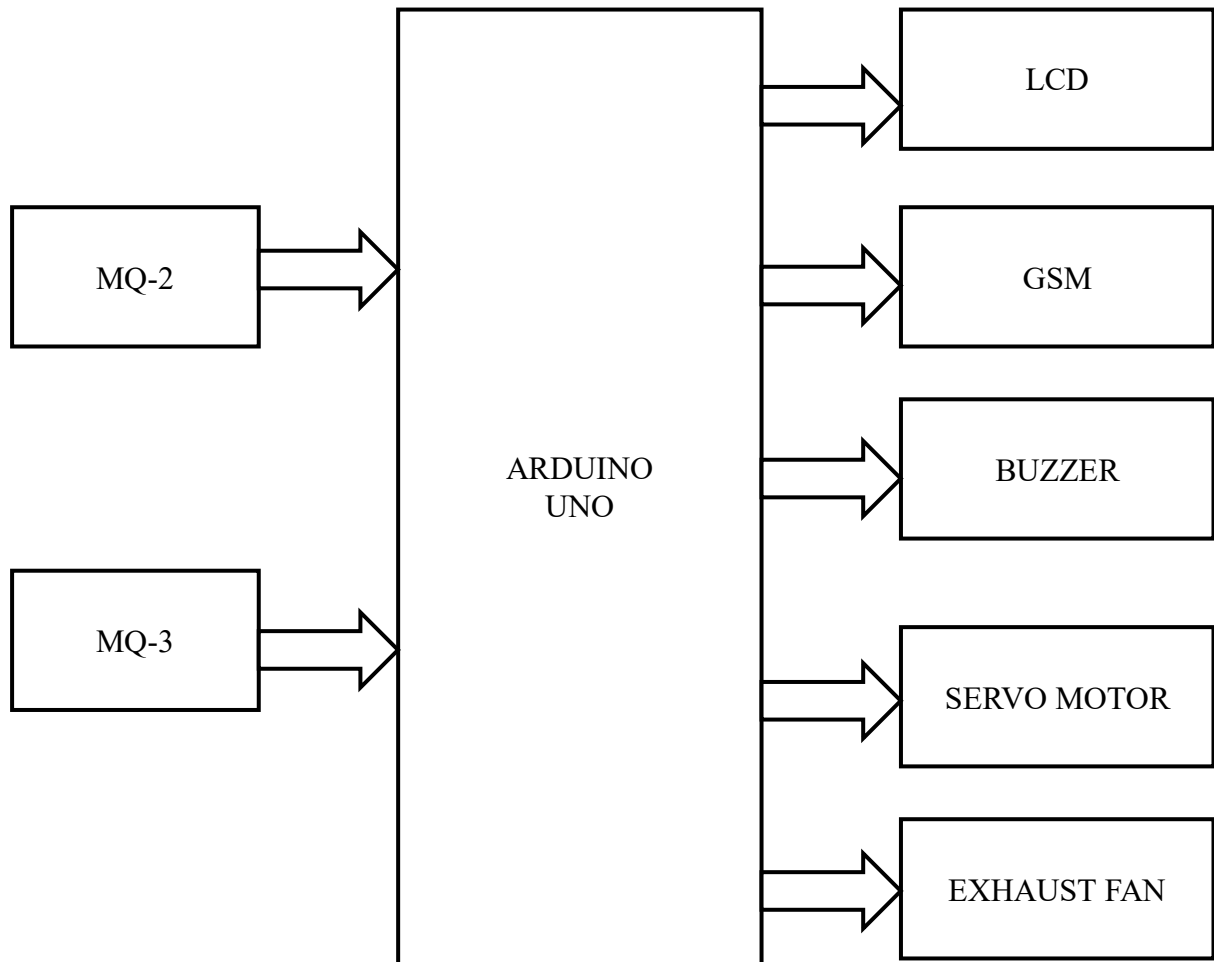 MQ-2
MQ-3
ARDUINO
UNO
LCD
GSM
BUZZER
SERVO MOTOR
EXHAUST FAN